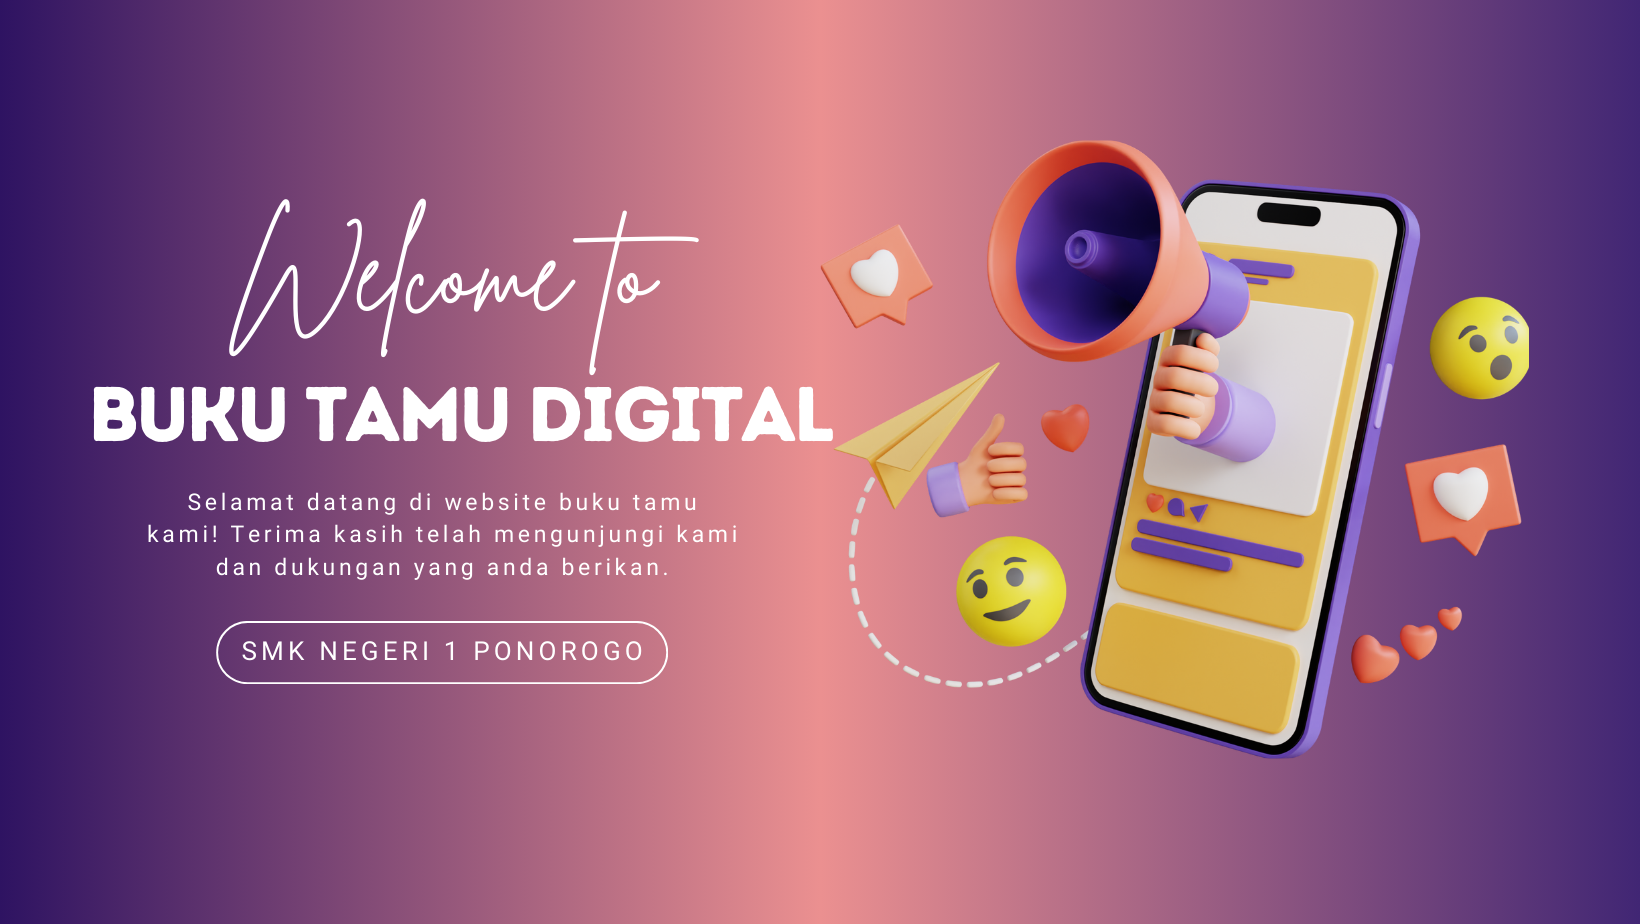 Welcome to
BUKU TAMU DIGITAL
Selamat datang di website buku tamu
kami! Terima kasih telah mengunjungi kami
dan dukungan yang anda berikan.
SMK NEGERI 1 PONOROGO